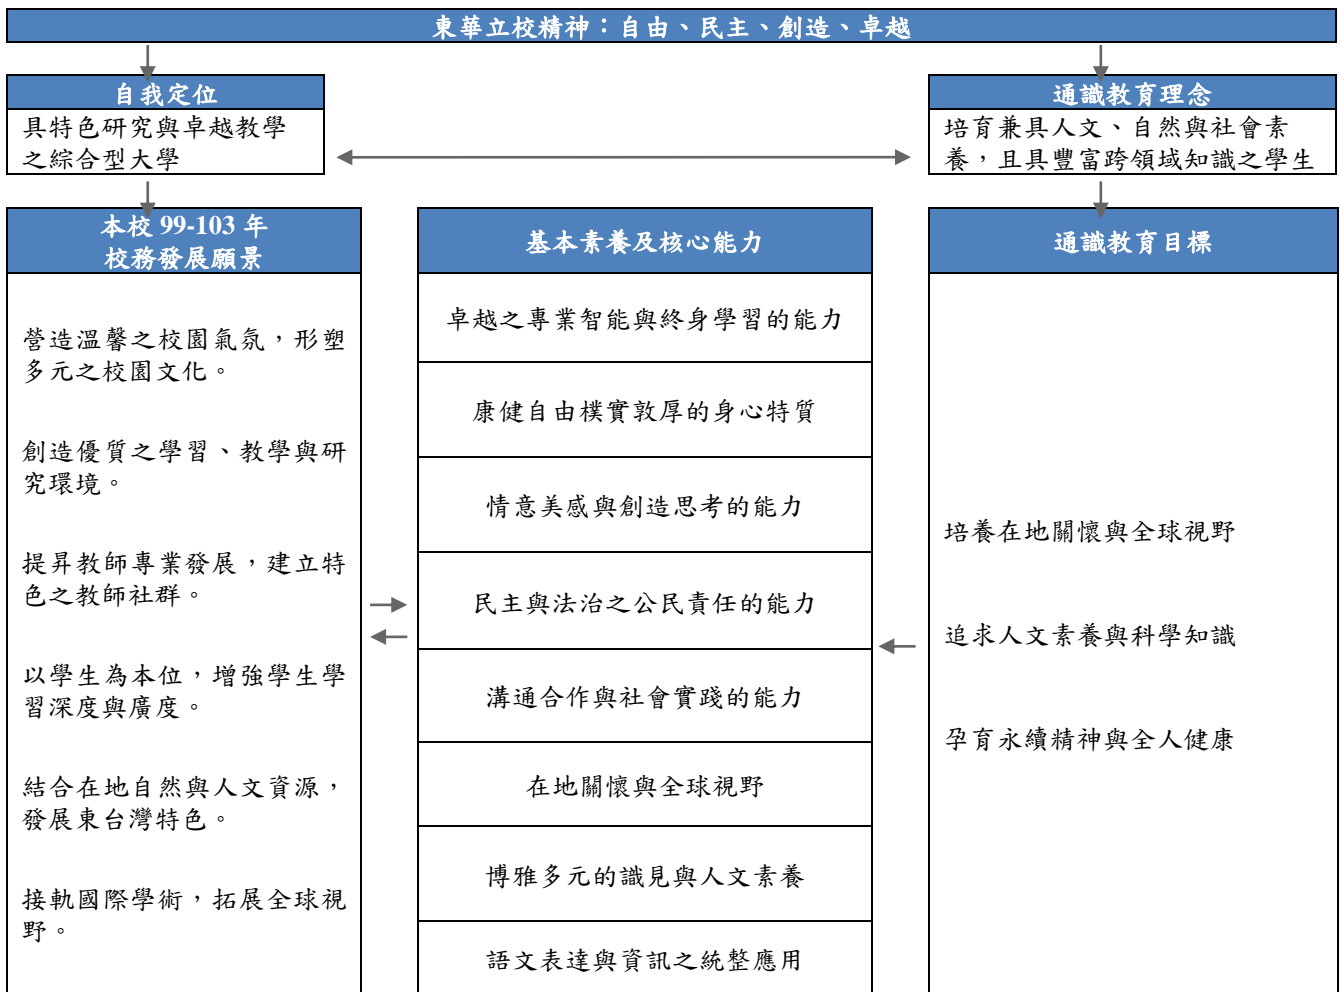 東華立校精神：自由、民主、創造、卓越
自我定位
具特色研究與卓越教學
之綜合型大學
通識教育理念
培育兼具人文、自然與社會素
養，且具豐富跨領域知識之學生
本校 99-103 年
校務發展願景
營造溫馨之校園氣氛，形塑
多元之校園文化。
創造優質之學習、教學與研
究環境。
提昇教師專業發展，建立特
色之教師社群。
以學生為本位，增強學生學
習深度與廣度。
結合在地自然與人文資源，
發展東台灣特色。
接軌國際學術，拓展全球視
野。
基本素養及核心能力
卓越之專業智能與終身學習的能力
康健自由樸實敦厚的身心特質
情意美感與創造思考的能力
民主與法治之公民責任的能力
溝通合作與社會實踐的能力
在地關懷與全球視野
博雅多元的識見與人文素養
語文表達與資訊之統整應用
通識教育目標
培養在地關懷與全球視野
追求人文素養與科學知識
孕育永續精神與全人健康